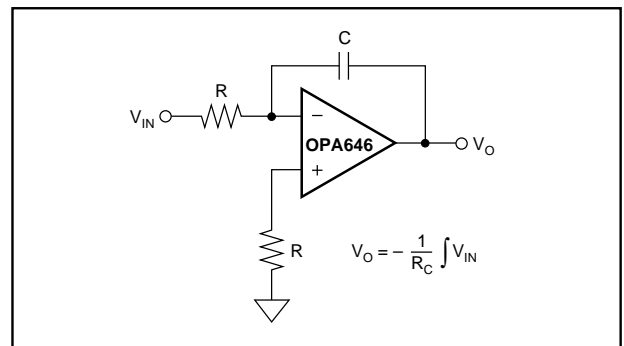 C
R
V_IN
−
OPA646
V_O
+
R
V_O = − 1/R_C ∫ V_IN